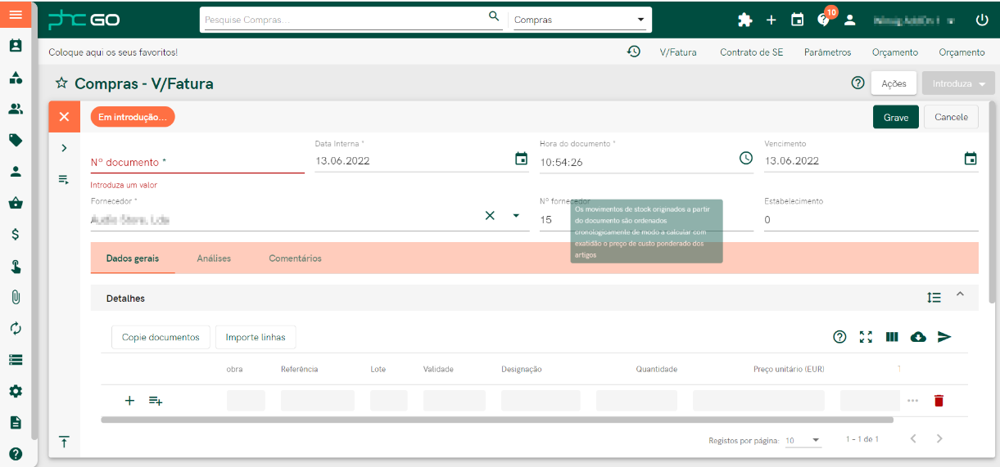 phc GO
Pesquise Compras...
Compras
10
Coloque aqui os seus favoritos!
V/Fatura
Contrato de SE
Parâmetros
Orçamento
Orçamento
Compras - V/Fatura
Ações
Introduza
Em introdução...
Grave
Cancele
Nº documento *
Introduza um valor
Data Interna *
13.06.2022
Hora do documento *
10:54:26
Vencimento
13.06.2022
Fornecedor *
Nº fornecedor
15
Estabelecimento
0
Os movimentos de stock originados a partir
do documento são ordenados
cronologicamente de modo a calcular com
exatidão o preço de custo ponderado dos
artigos
Dados gerais
Análises
Comentários
Detalhes
Copie documentos
Importe linhas
obra
Referência
Lote
Validade
Designação
Quantidade
Preço unitário (EUR)
Registos por página:
10
1 – 1 de 1